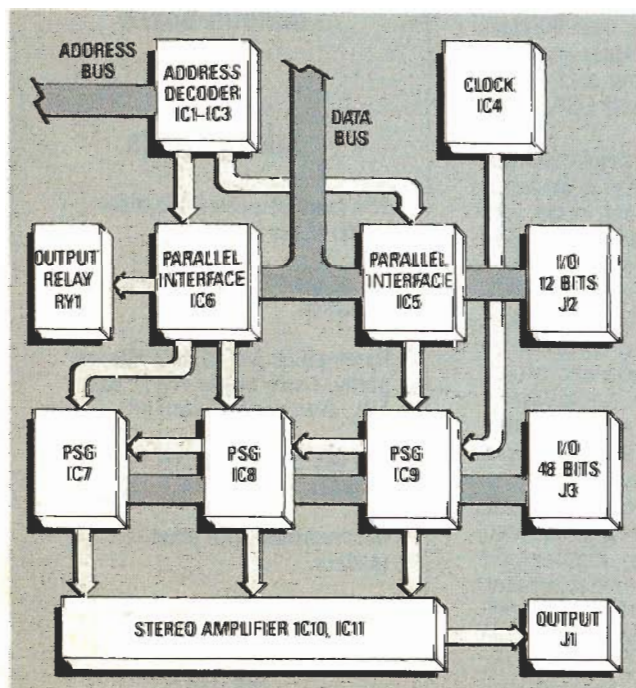 ADDRESS
BUS
ADDRESS
DECODER
IC1–IC3
DATA
BUS
CLOCK
IC4
OUTPUT
RELAY
RY1
PARALLEL
INTERFACE
IC6
PARALLEL
INTERFACE
IC5
I/O
12 BITS
J2
PSG
IC7
PSG
IC8
PSG
IC9
I/O
48 BITS
J3
STEREO AMPLIFIER IC10, IC11
OUTPUT
J1